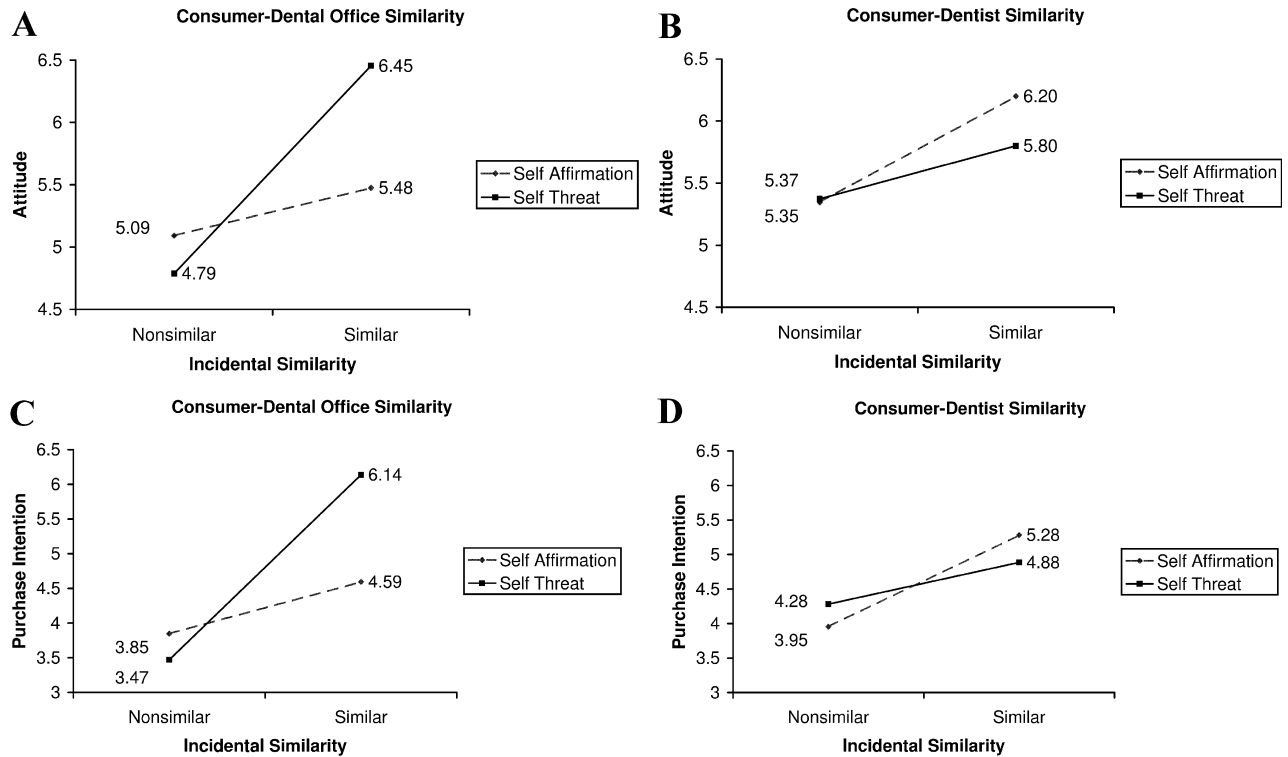 A
Consumer-Dental Office Similarity
6.5
6
5.5
5
4.5
Attitude
6.45
5.48
5.09
4.79
Nonsimilar
Similar
Incidental Similarity
Self Affirmation
Self Threat
B
Consumer-Dentist Similarity
6.5
6
5.5
5
4.5
Attitude
6.20
5.80
5.37
5.35
Nonsimilar
Similar
Incidental Similarity
Self Affirmation
Self Threat
C
Consumer-Dental Office Similarity
6.5
6
5.5
5
4.5
4
3.5
3
Purchase Intention
6.14
4.59
3.85
3.47
Nonsimilar
Similar
Incidental Similarity
Self Affirmation
Self Threat
D
Consumer-Dentist Similarity
6.5
6
5.5
5
4.5
4
3.5
3
Purchase Intention
5.28
4.88
4.28
3.95
Nonsimilar
Similar
Incidental Similarity
Self Affirmation
Self Threat